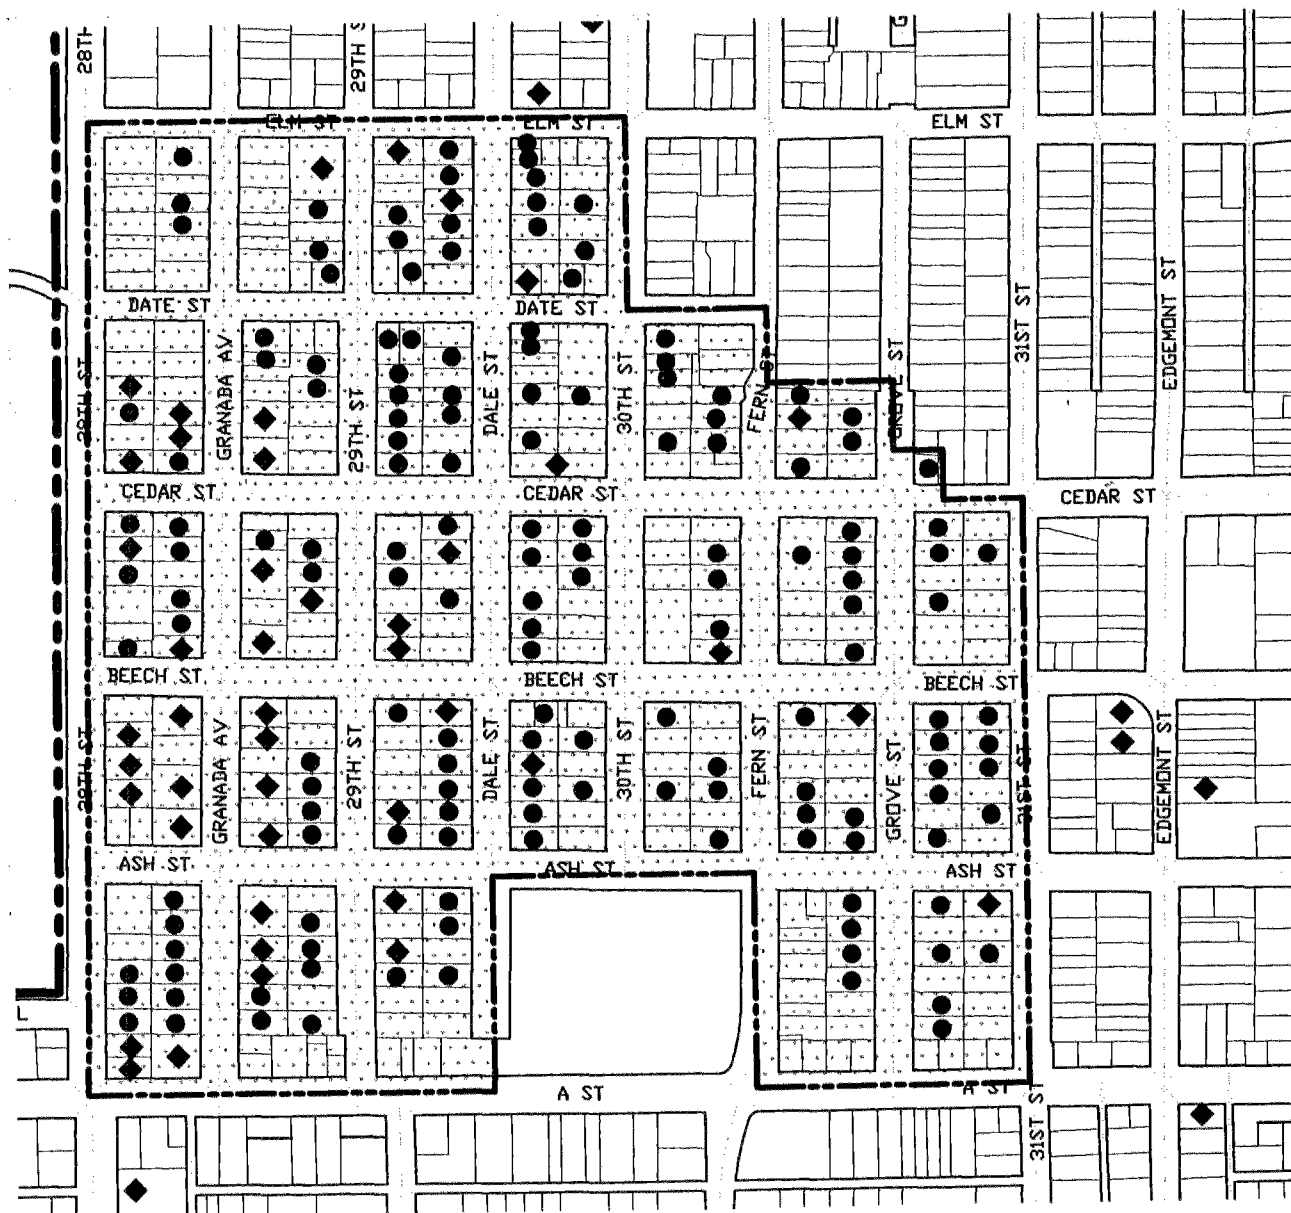 28TH
29TH S
G
ELM ST
ELM ST
ELM ST
DATE ST
DATE ST
28TH ST
GRANADA AV
29TH ST
DALE ST
30TH ST
FERN ST
GROVE ST
31ST ST
EDGEMONT ST
CEDAR ST
CEDAR ST
CEDAR ST
BEECH ST
BEECH ST
BEECH ST
28TH ST
GRANADA AV
29TH ST
DALE ST
30TH ST
FERN ST
GROVE ST
31ST ST
EDGEMONT ST
ASH ST
ASH ST
ASH ST
L
A ST
A ST
31ST ST